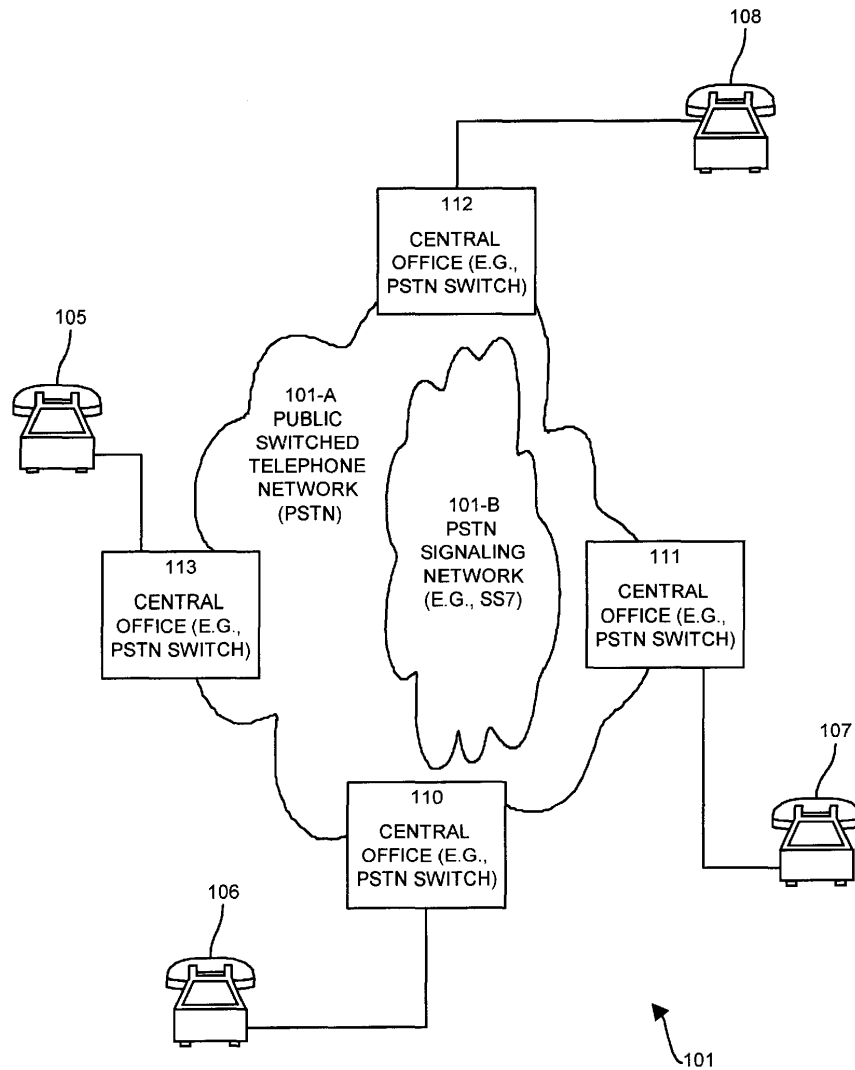 108
112
CENTRAL
OFFICE (E.G.,
PSTN SWITCH)
105
101-A
PUBLIC
SWITCHED
TELEPHONE
NETWORK
(PSTN)
101-B
PSTN
SIGNALING
NETWORK
(E.G., SS7)
113
CENTRAL
OFFICE (E.G.,
PSTN SWITCH)
111
CENTRAL
OFFICE (E.G.,
PSTN SWITCH)
107
110
CENTRAL
OFFICE (E.G.,
PSTN SWITCH)
106
101